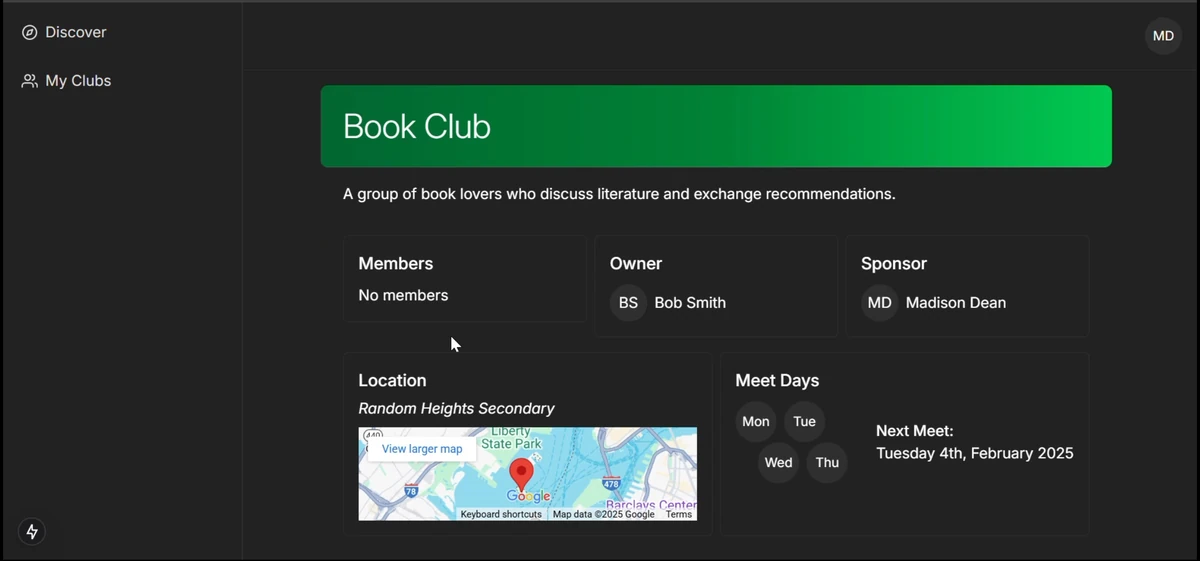 Discover
MD
My Clubs
Book Club
A group of book lovers who discuss literature and exchange recommendations.
Members
No members
Owner
BS Bob Smith
Sponsor
MD Madison Dean
Location
Random Heights Secondary
440
Liberty
State Park
View larger map
78
478
Google
Barclays Center
Keyboard shortcuts Map data ©2025 Google Terms
Meet Days
Mon Tue
Wed Thu
Next Meet:
Tuesday 4th, February 2025